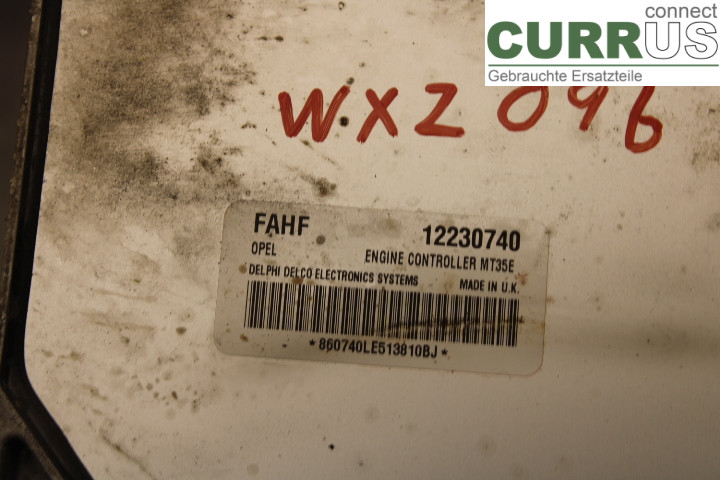 connect
CURRUS
Gebrauchte Ersatzteile
WXZ 096
FAHF 12230740
OPEL ENGINE CONTROLLER MT35E
DELPHI DELCO ELECTRONICS SYSTEMS MADE IN U.K.
*860740LE513810BJ*